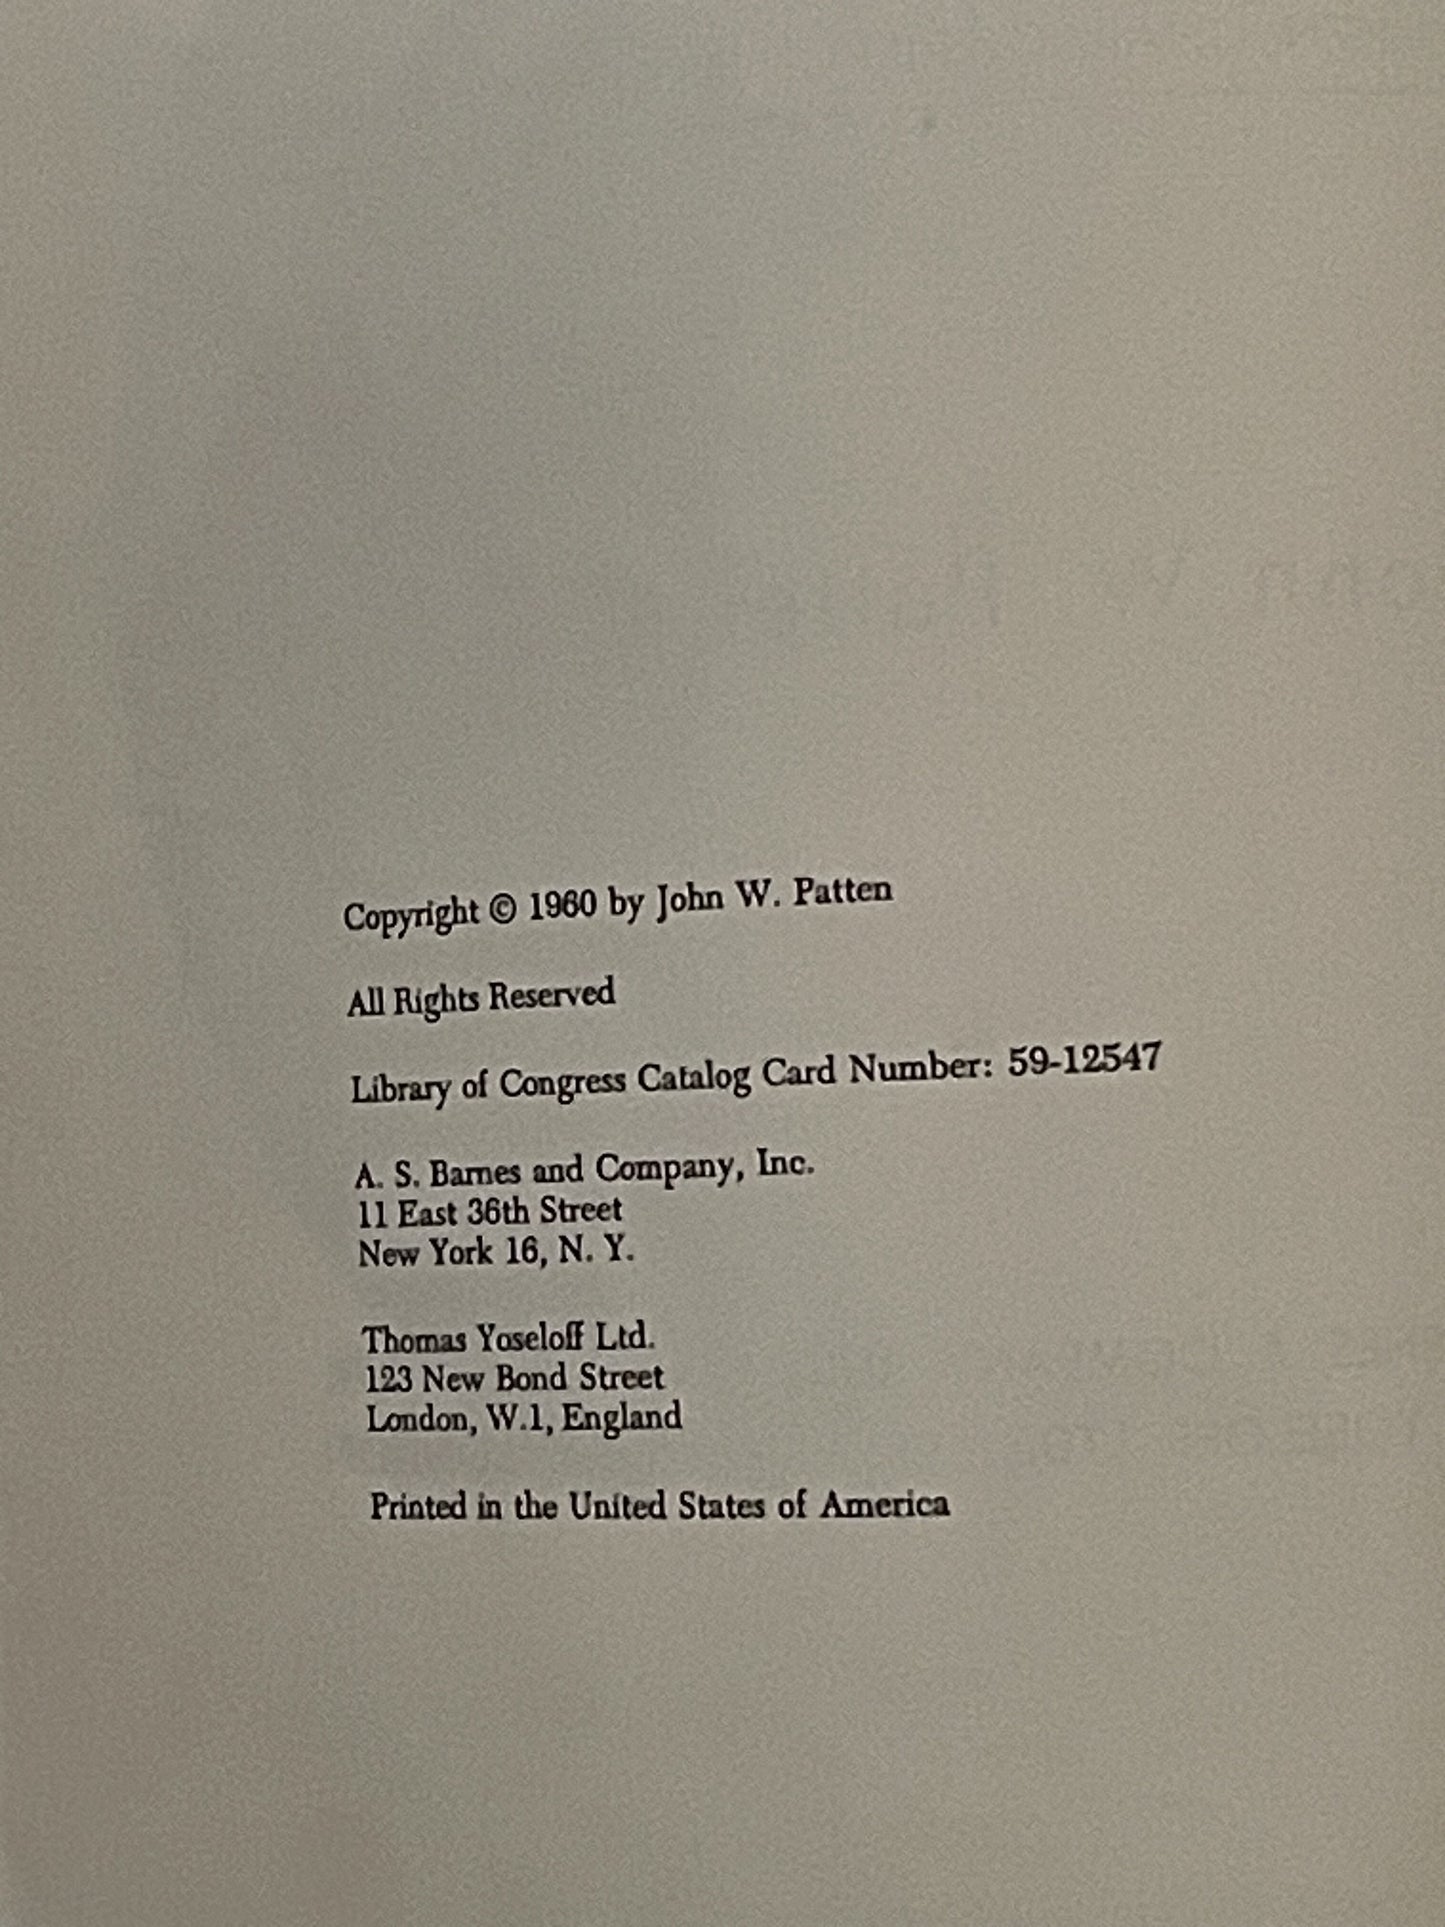 Copyright © 1960 by John W. Patten
All Rights Reserved
Library of Congress Catalog Card Number: 59-12547
A. S. Barnes and Company, Inc.
11 East 36th Street
New York 16, N. Y.
Thomas Yoseloff Ltd.
123 New Bond Street
London, W.1, England
Printed in the United States of America